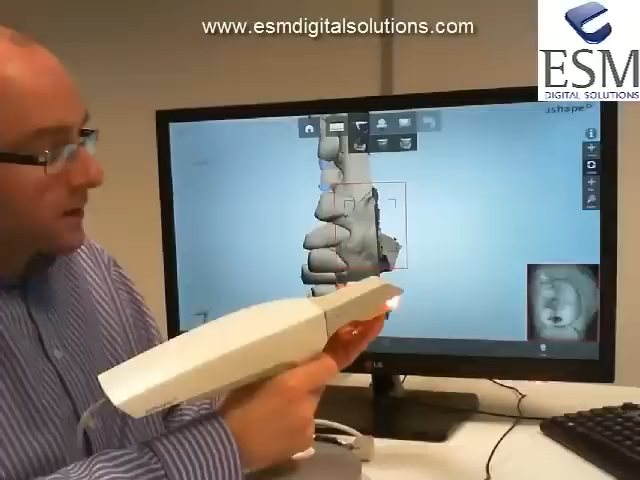 www.esmdigitalsolutions.com
ESM
DIGITAL SOLUTIONS
3shape
LG